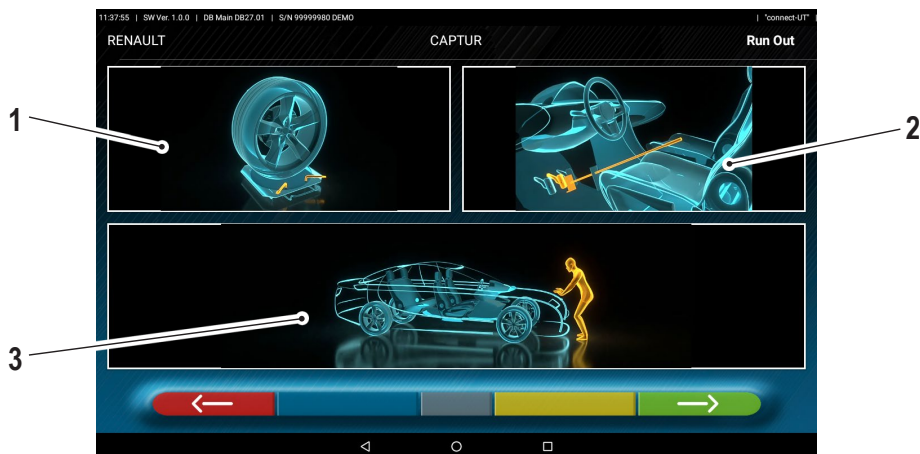 11:37:55 | SW Ver. 1.0.0 | DB Main DB27.01 | S/N 99999980 DEMO | "connect-UT" |
RENAULT CAPTUR Run Out
1
2
3